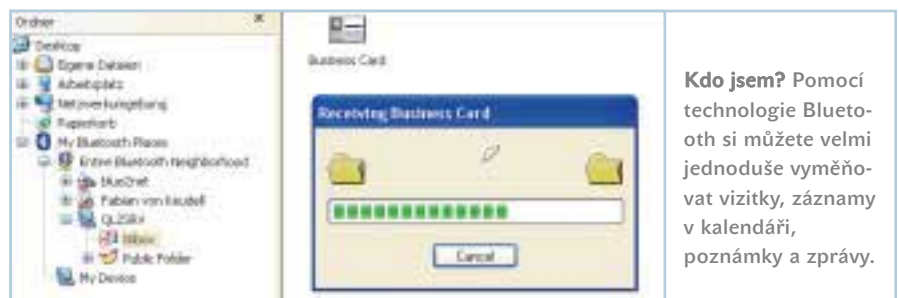 Ordner
Desktop
Eigene Dateien
Arbeitsplatz
Netzwerkumgebung
Papierkorb
My Bluetooth Places
Entire Bluetooth Neighborhood
blue2net
Fabian von Keudell
Inbox
Public Folder
My Device
Business Card
Receiving Business Card
Cancel
Kdo jsem? Pomocí
technologie Blueto-
oth si můžete velmi
jednoduše vyměňo-
vat vizitky, záznamy
v kalendáři,
poznámky a zprávy.